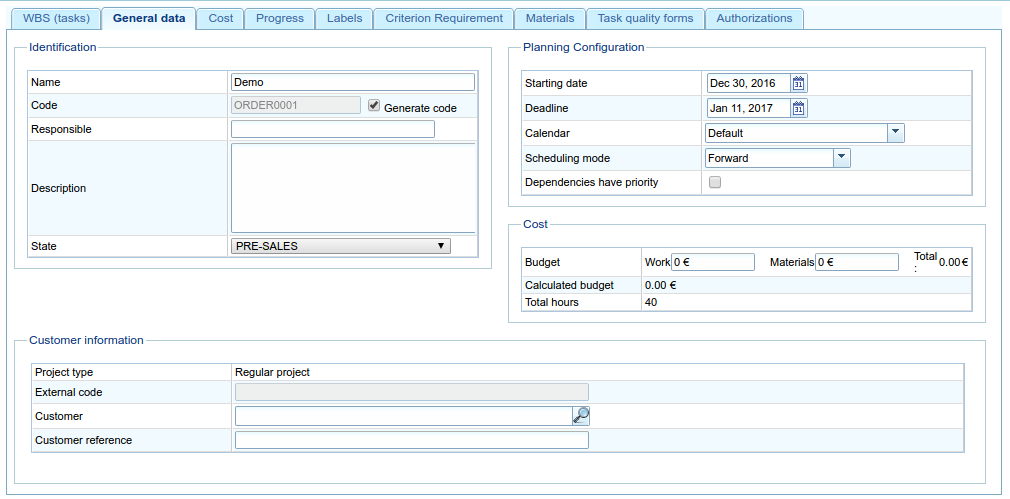 WBS (tasks) General data Cost Progress Labels Criterion Requirement Materials Task quality forms Authorizations
Identification
Name Demo
Code ORDER0001 Generate code
Responsible
Description
State PRE-SALES
Planning Configuration
Starting date Dec 30, 2016 31
Deadline Jan 11, 2017 31
Calendar Default
Scheduling mode Forward
Dependencies have priority
Cost
Budget Work 0 € Materials 0 € Total : 0.00 €
Calculated budget 0.00 €
Total hours 40
Customer information
Project type Regular project
External code
Customer
Customer reference